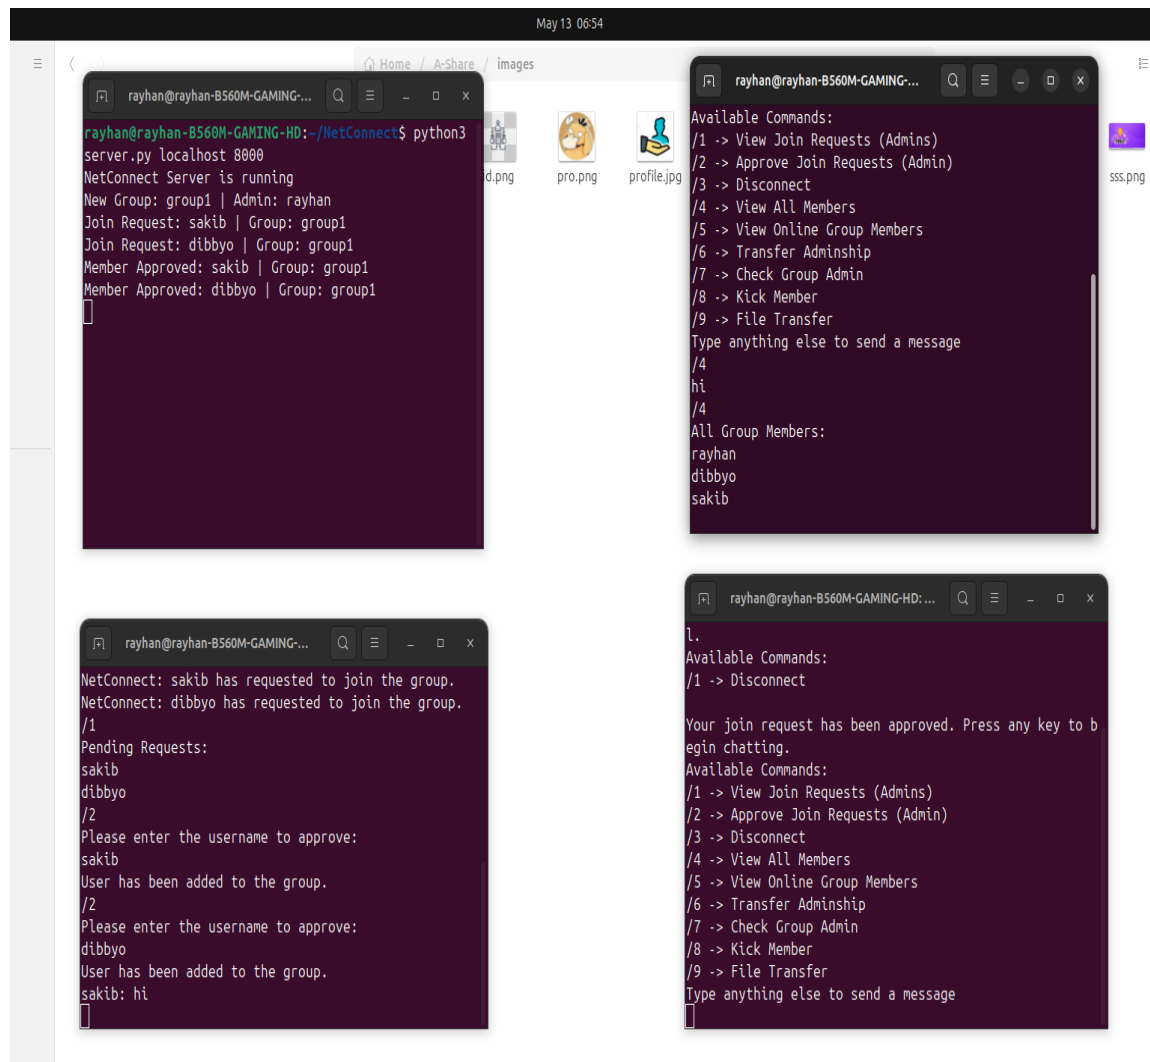 May 13 06:54
Home / A-Share / images
rayhan@rayhan-B560M-GAMING-...
rayhan@rayhan-B560M-GAMING-HD:~/NetConnect$ python3
server.py localhost 8000
NetConnect Server is running
New Group: group1 | Admin: rayhan
Join Request: sakib | Group: group1
Join Request: dibbyo | Group: group1
Member Approved: sakib | Group: group1
Member Approved: dibbyo | Group: group1
id.png
pro.png
profile.jpg
sss.png
rayhan@rayhan-B560M-GAMING-...
Available Commands:
/1 -> View Join Requests (Admins)
/2 -> Approve Join Requests (Admin)
/3 -> Disconnect
/4 -> View All Members
/5 -> View Online Group Members
/6 -> Transfer Adminship
/7 -> Check Group Admin
/8 -> Kick Member
/9 -> File Transfer
Type anything else to send a message
/4
hi
/4
All Group Members:
rayhan
dibbyo
sakib
rayhan@rayhan-B560M-GAMING-...
NetConnect: sakib has requested to join the group.
NetConnect: dibbyo has requested to join the group.
/1
Pending Requests:
sakib
dibbyo
/2
Please enter the username to approve:
sakib
User has been added to the group.
/2
Please enter the username to approve:
dibbyo
User has been added to the group.
sakib: hi
rayhan@rayhan-B560M-GAMING-HD: ...
l.
Available Commands:
/1 -> Disconnect
Your join request has been approved. Press any key to b
egin chatting.
Available Commands:
/1 -> View Join Requests (Admins)
/2 -> Approve Join Requests (Admin)
/3 -> Disconnect
/4 -> View All Members
/5 -> View Online Group Members
/6 -> Transfer Adminship
/7 -> Check Group Admin
/8 -> Kick Member
/9 -> File Transfer
Type anything else to send a message